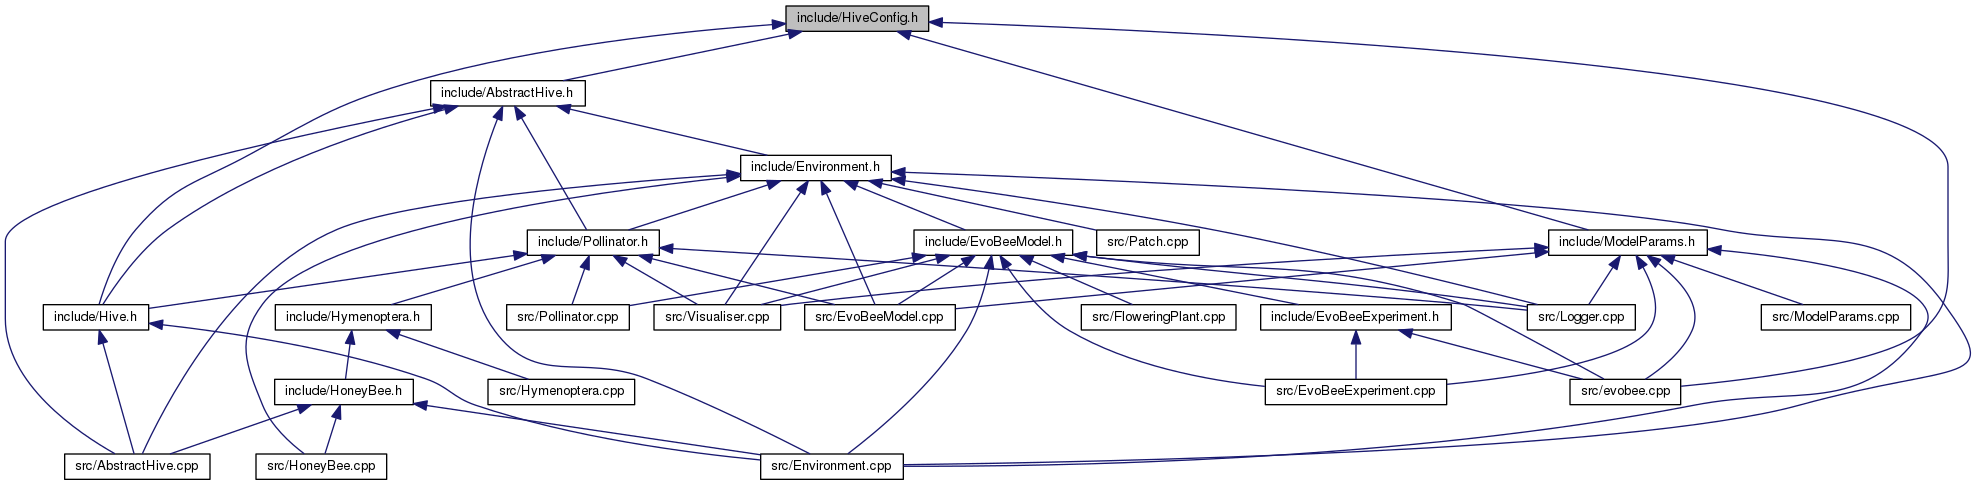 include/HiveConfig.h
include/AbstractHive.h
include/Environment.h
include/Pollinator.h
include/EvoBeeModel.h
src/Patch.cpp
include/ModelParams.h
include/Hive.h
include/Hymenoptera.h
src/Pollinator.cpp
src/Visualiser.cpp
src/EvoBeeModel.cpp
src/FloweringPlant.cpp
include/EvoBeeExperiment.h
src/Logger.cpp
src/ModelParams.cpp
include/HoneyBee.h
src/Hymenoptera.cpp
src/EvoBeeExperiment.cpp
src/evobee.cpp
src/AbstractHive.cpp
src/HoneyBee.cpp
src/Environment.cpp